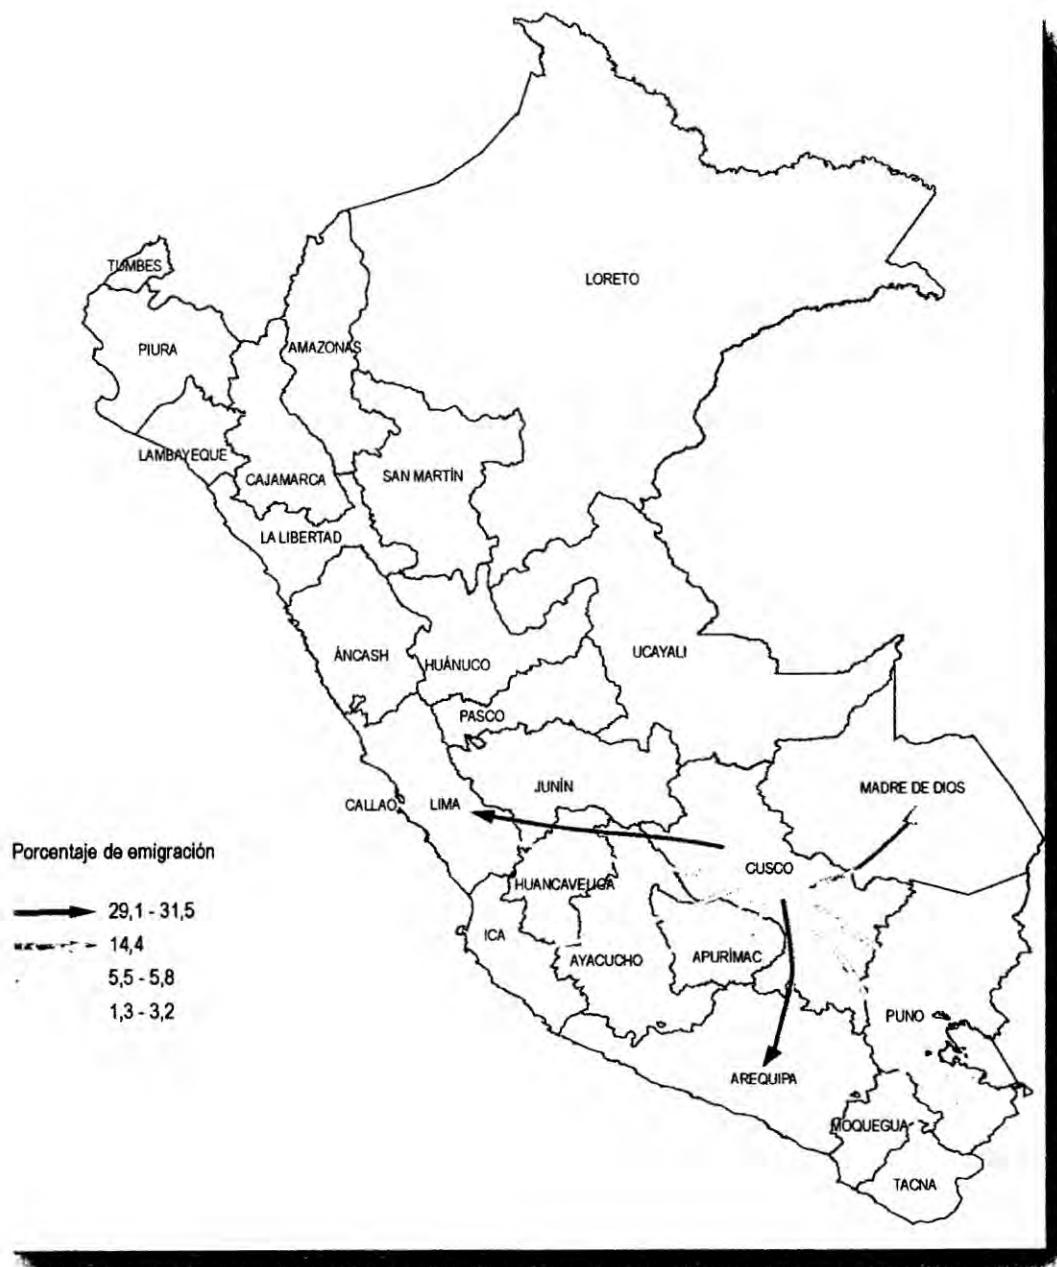 TUMBES
LORETO
PIURA
AMAZONAS
LAMBAYEQUE
CAJAMARCA
SAN MARTÍN
LA LIBERTAD
ÁNCASH
HUÁNUCO
UCAYALI
PASCO
JUNÍN
MADRE DE DIOS
CALLAO
LIMA
CUSCO
HUANCAVELICA
ICA
AYACUCHO
APURÍMAC
PUNO
AREQUIPA
MOQUEGUA
TACNA
Porcentaje de emigración
29,1 - 31,5
14,4
5,5 - 5,8
1,3 - 3,2